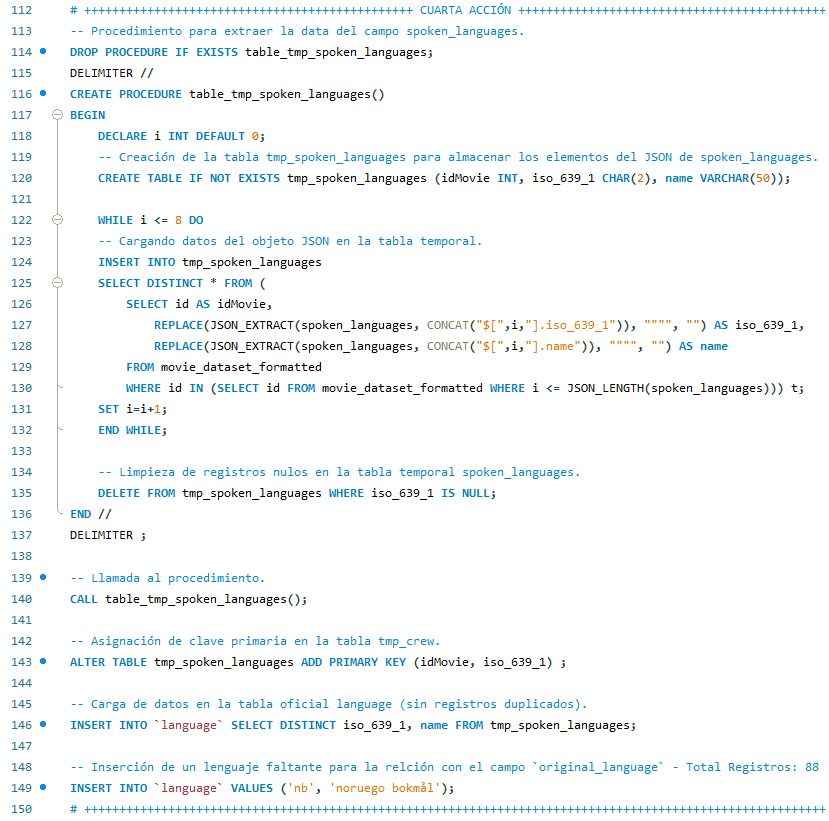 112 # +++++++++++++++++++++++++++++++++++++++++++++++ CUARTA ACCIÓN ++++++++++++++++++++++++++++++++++++++++++++
113 -- Procedimiento para extraer la data del campo spoken_languages.
114 DROP PROCEDURE IF EXISTS table_tmp_spoken_languages;
115 DELIMITER //
116 CREATE PROCEDURE table_tmp_spoken_languages()
117 BEGIN
118 DECLARE i INT DEFAULT 0;
119 -- Creación de la tabla tmp_spoken_languages para almacenar los elementos del JSON de spoken_languages.
120 CREATE TABLE IF NOT EXISTS tmp_spoken_languages (idMovie INT, iso_639_1 CHAR(2), name VARCHAR(50));
121
122 WHILE i <= 8 DO
123 -- Cargando datos del objeto JSON en la tabla temporal.
124 INSERT INTO tmp_spoken_languages
125 SELECT DISTINCT * FROM (
126 SELECT id AS idMovie,
127 REPLACE(JSON_EXTRACT(spoken_languages, CONCAT("$[",i,"].iso_639_1")), """", "") AS iso_639_1,
128 REPLACE(JSON_EXTRACT(spoken_languages, CONCAT("$[",i,"].name")), """", "") AS name
129 FROM movie_dataset_formatted
130 WHERE id IN (SELECT id FROM movie_dataset_formatted WHERE i <= JSON_LENGTH(spoken_languages))) t;
131 SET i=i+1;
132 END WHILE;
133
134 -- Limpieza de registros nulos en la tabla temporal spoken_languages.
135 DELETE FROM tmp_spoken_languages WHERE iso_639_1 IS NULL;
136 END //
137 DELIMITER ;
138
139 -- Llamada al procedimiento.
140 CALL table_tmp_spoken_languages();
141
142 -- Asignación de clave primaria en la tabla tmp_crew.
143 ALTER TABLE tmp_spoken_languages ADD PRIMARY KEY (idMovie, iso_639_1) ;
144
145 -- Carga de datos en la tabla oficial language (sin registros duplicados).
146 INSERT INTO `language` SELECT DISTINCT iso_639_1, name FROM tmp_spoken_languages;
147
148 -- Inserción de un lenguaje faltante para la relción con el campo `original_language` - Total Registros: 88
149 INSERT INTO `language` VALUES ('nb', 'noruego bokmål');
150 # ++++++++++++++++++++++++++++++++++++++++++++++++++++++++++++++++++++++++++++++++++++++++++++++++++++++++++